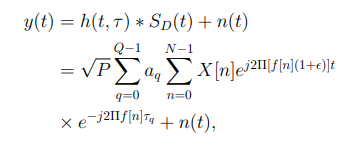 y(t) = h(t, τ) * S_D(t) + n(t)
= √P ∑_{q=0}^{Q-1} a_q ∑_{n=0}^{N-1} X[n]e^{j2Π[f[n](1+ϵ)]t}
× e^{-j2Πf[n]τ_q} + n(t),